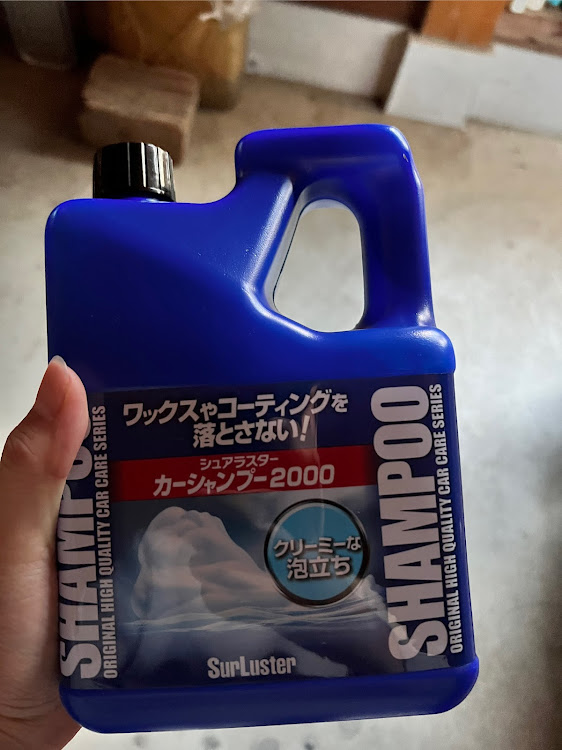 ワックスやコーティングを
落とさない!
シュアラスター
カーシャンプー2000
クリーミーな
泡立ち
SurLuster
SHAMPOO
ORIGINAL HIGH QUALITY CAR CARE SERIES
SHAMPOO
ORIGINAL HIGH QUALITY CAR CARE SERIES